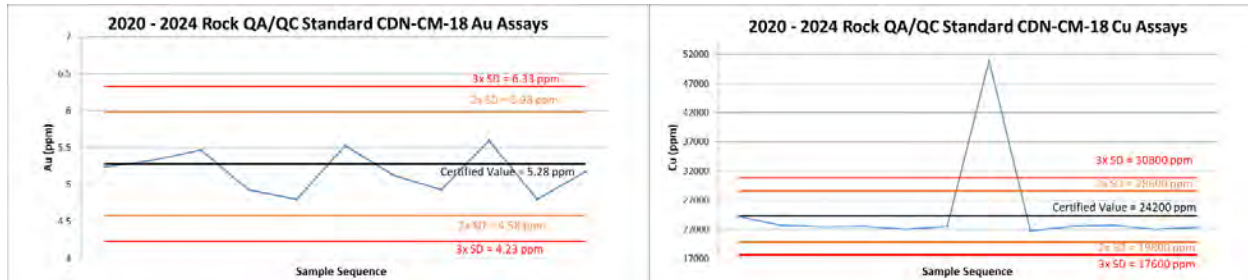 2020 - 2024 Rock QA/QC Standard CDN-CM-18 Au Assays
7
6.5
6
5.5
5
4.5
4
Au (ppm)
3x SD = 6.33 ppm
2x SD = 5.98 ppm
Certified Value = 5.28 ppm
2x SD = 4.58 ppm
3x SD = 4.23 ppm
Sample Sequence
2020 - 2024 Rock QA/QC Standard CDN-CM-18 Cu Assays
52000
47000
42000
37000
32000
27000
22000
17000
Cu (ppm)
3x SD = 30800 ppm
2x SD = 28600 ppm
Certified Value = 24200 ppm
2x SD = 19800 ppm
3x SD = 17600 ppm
Sample Sequence